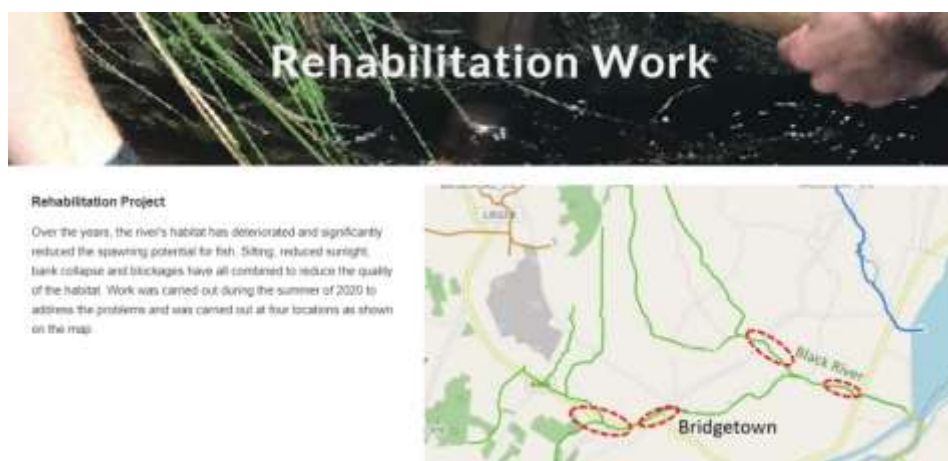 Rehabilitation Work
Rehabilitation Project
Over the years, the river's habitat has deteriorated and significantly
reduced the spawning potential for fish. Silting, reduced sunlight,
bank collapse and blockages have all combined to reduce the quality
of the habitat. Work was carried out during the summer of 2020 to
address the problems and was carried out at four locations as shown
on the map.
Black River
Bridgetown